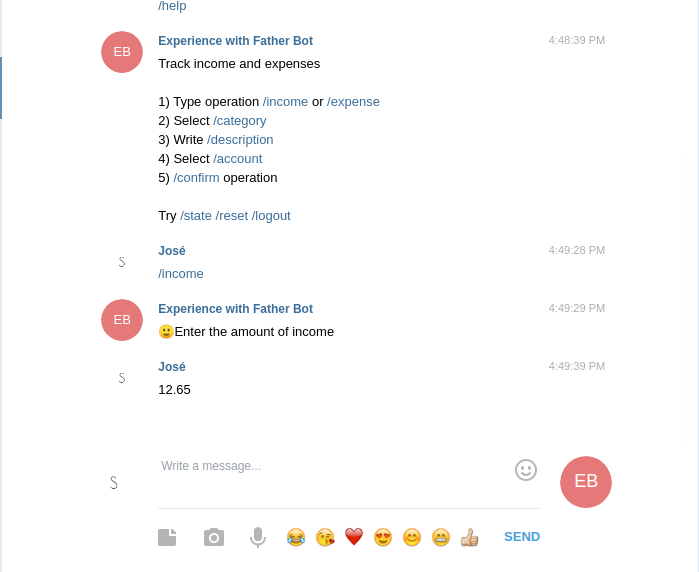 /help
EB
Experience with Father Bot 4:48:39 PM
Track income and expenses
1) Type operation /income or /expense
2) Select /category
3) Write /description
4) Select /account
5) /confirm operation
Try /state /reset /logout
S
José 4:49:28 PM
/income
EB
Experience with Father Bot 4:49:29 PM
🙂Enter the amount of income
S
José 4:49:39 PM
12.65
S
Write a message...
EB
SEND